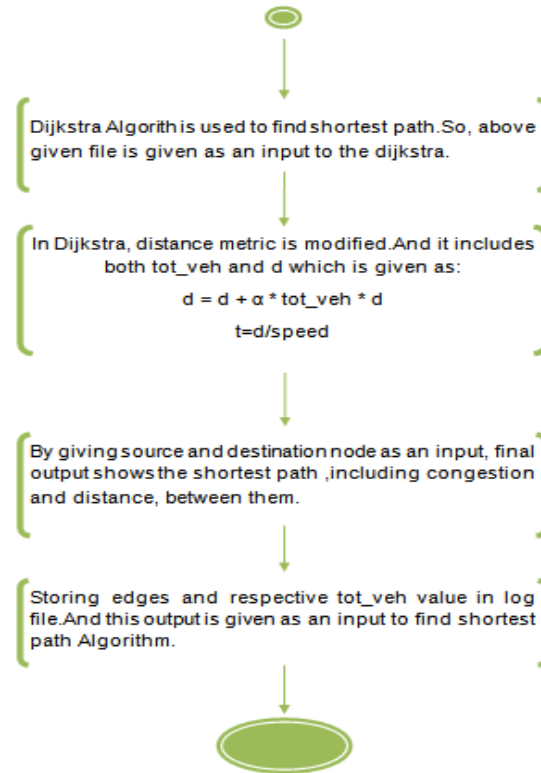 Dijkstra Algorith is used to find shortest path.So, above
given file is given as an input to the dijkstra.
In Dijkstra, distance metric is modified.And it includes
both tot_veh and d which is given as:
d = d + α * tot_veh * d
t=d/speed
By giving source and destination node as an input, final
output shows the shortest path ,including congestion
and distance, between them.
Storing edges and respective tot_veh value in log
file.And this output is given as an input to find shortest
path Algorithm.